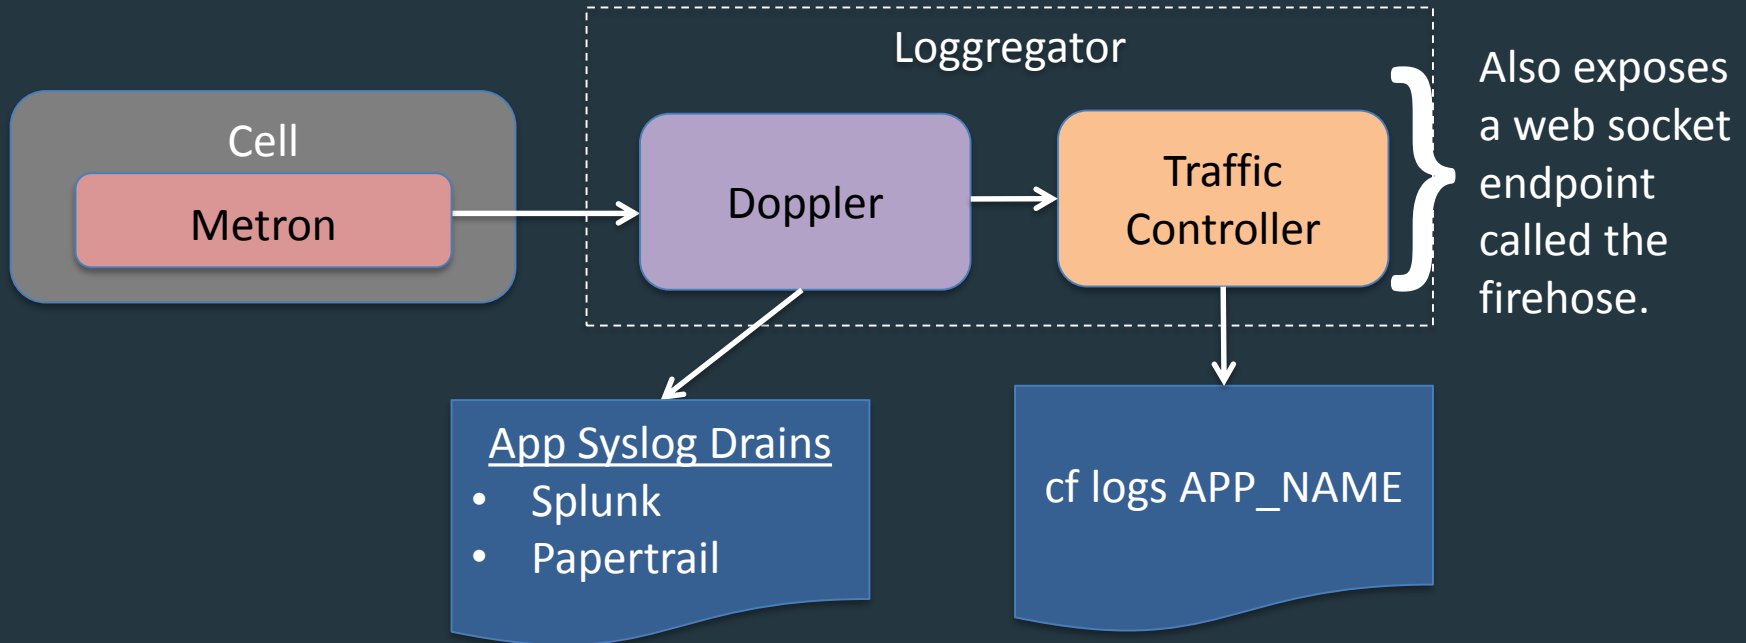 Loggregator
Cell
Metron
Doppler
Traffic
Controller
Also exposes
a web socket
endpoint
called the
firehose.
App Syslog Drains
• Splunk
• Papertrail
cf logs APP_NAME